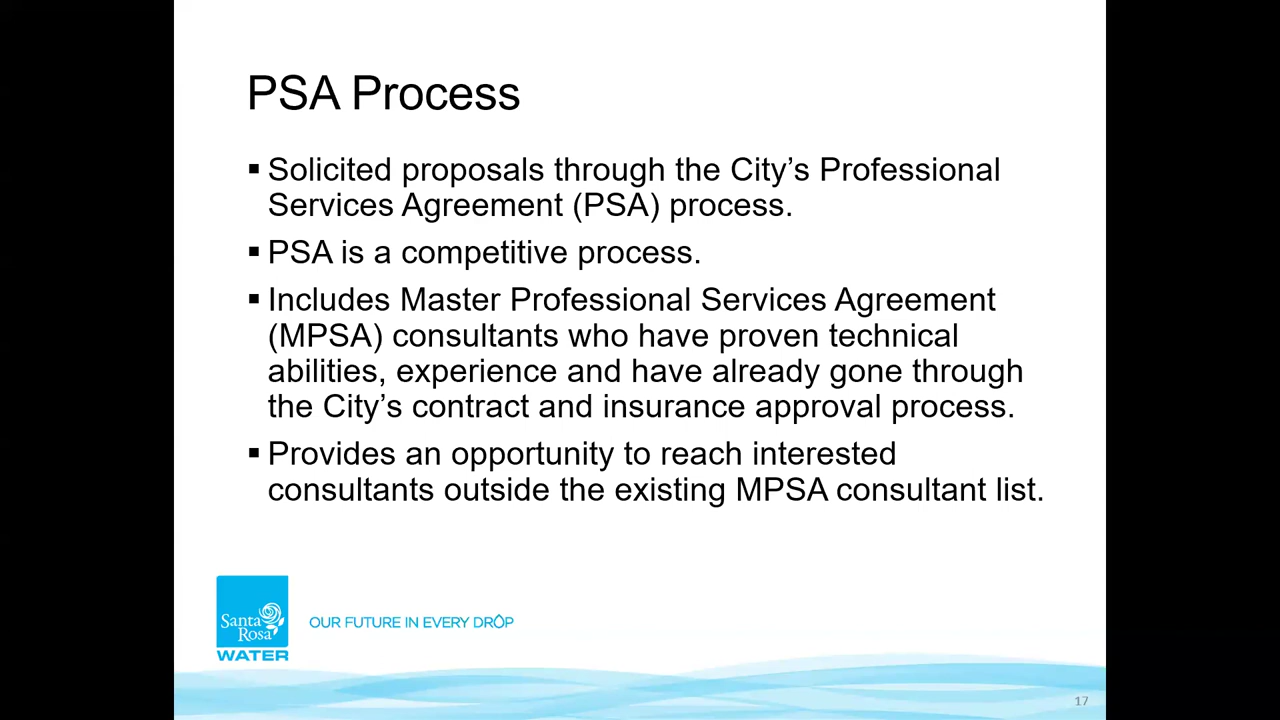 PSA Process
▪ Solicited proposals through the City’s Professional
Services Agreement (PSA) process.
▪ PSA is a competitive process.
▪ Includes Master Professional Services Agreement
(MPSA) consultants who have proven technical
abilities, experience and have already gone through
the City’s contract and insurance approval process.
▪ Provides an opportunity to reach interested
consultants outside the existing MPSA consultant list.
Santa
Rosa
WATER
OUR FUTURE IN EVERY DROP
17